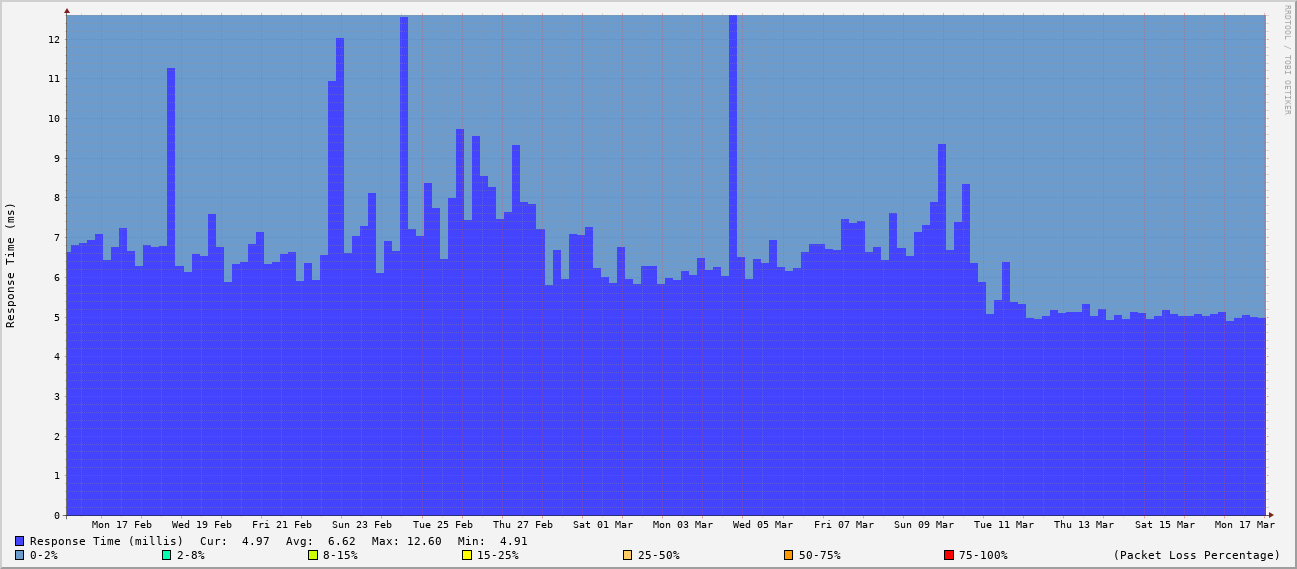 RRDTOOL / TOBI OETIKER
Response Time (ms)
12
11
10
9
8
7
6
5
4
3
2
1
0
Mon 17 Feb Wed 19 Feb Fri 21 Feb Sun 23 Feb Tue 25 Feb Thu 27 Feb Sat 01 Mar Mon 03 Mar Wed 05 Mar Fri 07 Mar Sun 09 Mar Tue 11 Mar Thu 13 Mar Sat 15 Mar Mon 17 Mar
Response Time (millis) Cur: 4.97 Avg: 6.62 Max: 12.60 Min: 4.91
0-2% 2-8% 8-15% 15-25% 25-50% 50-75% 75-100% (Packet Loss Percentage)